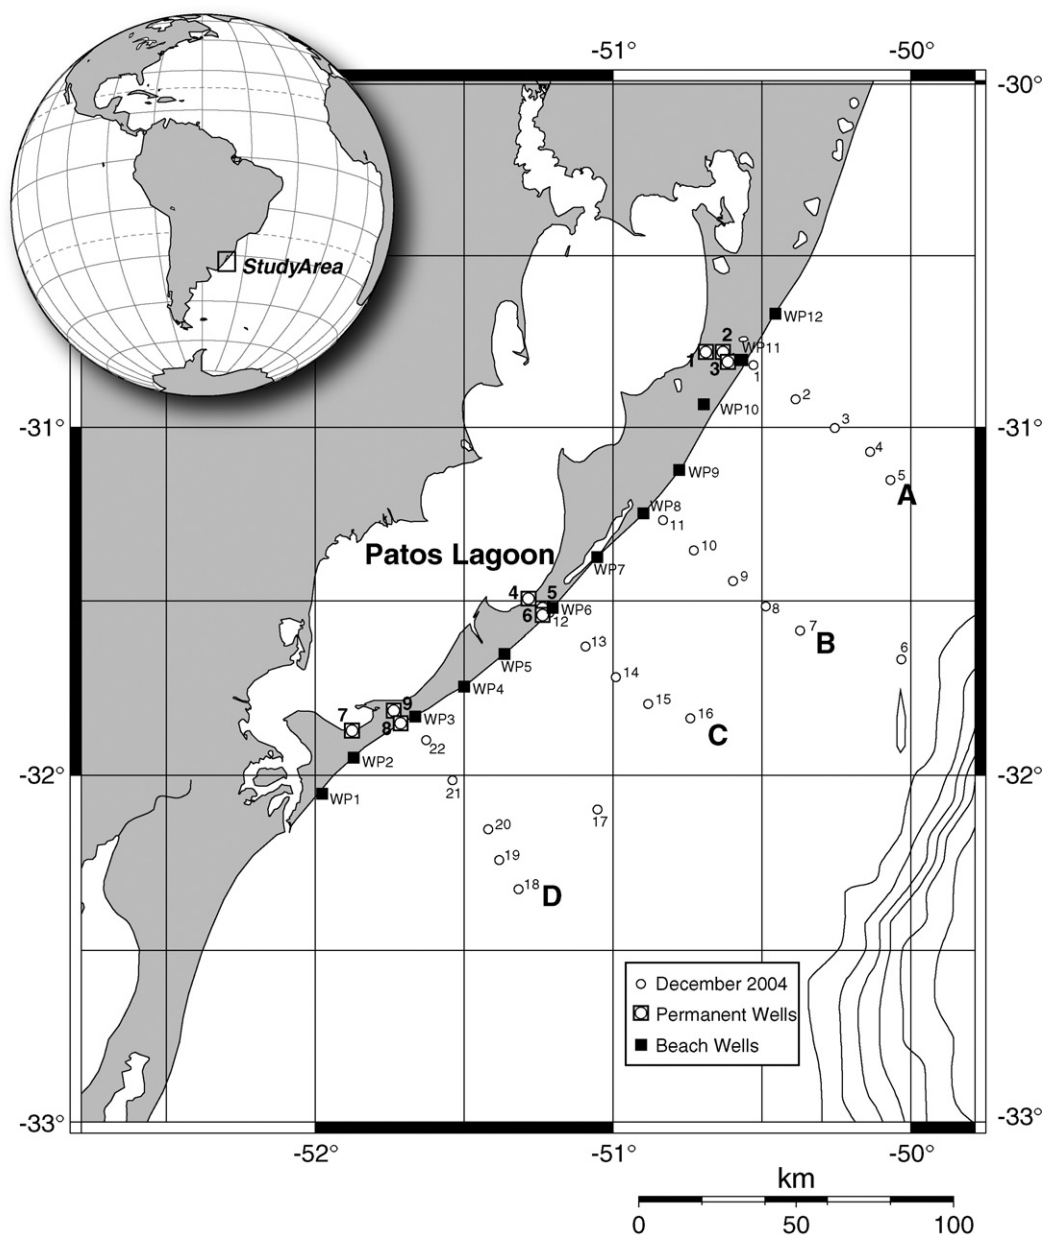 -51°
-50°
-30°
StudyArea
WP12
2
WP11
1
3
1
2
WP10
-31°
-31°
3
4
5
A
WP9
WP8
11
Patos Lagoon
10
WP7
9
4
5
WP6
8
6
12
7
B
13
6
WP5
14
WP4
15
9
16
C
7
WP3
8
22
WP2
-32°
-32°
21
WP1
17
20
19
18
D
December 2004
Permanent Wells
Beach Wells
-33°
-33°
-52°
-51°
-50°
km
0
50
100